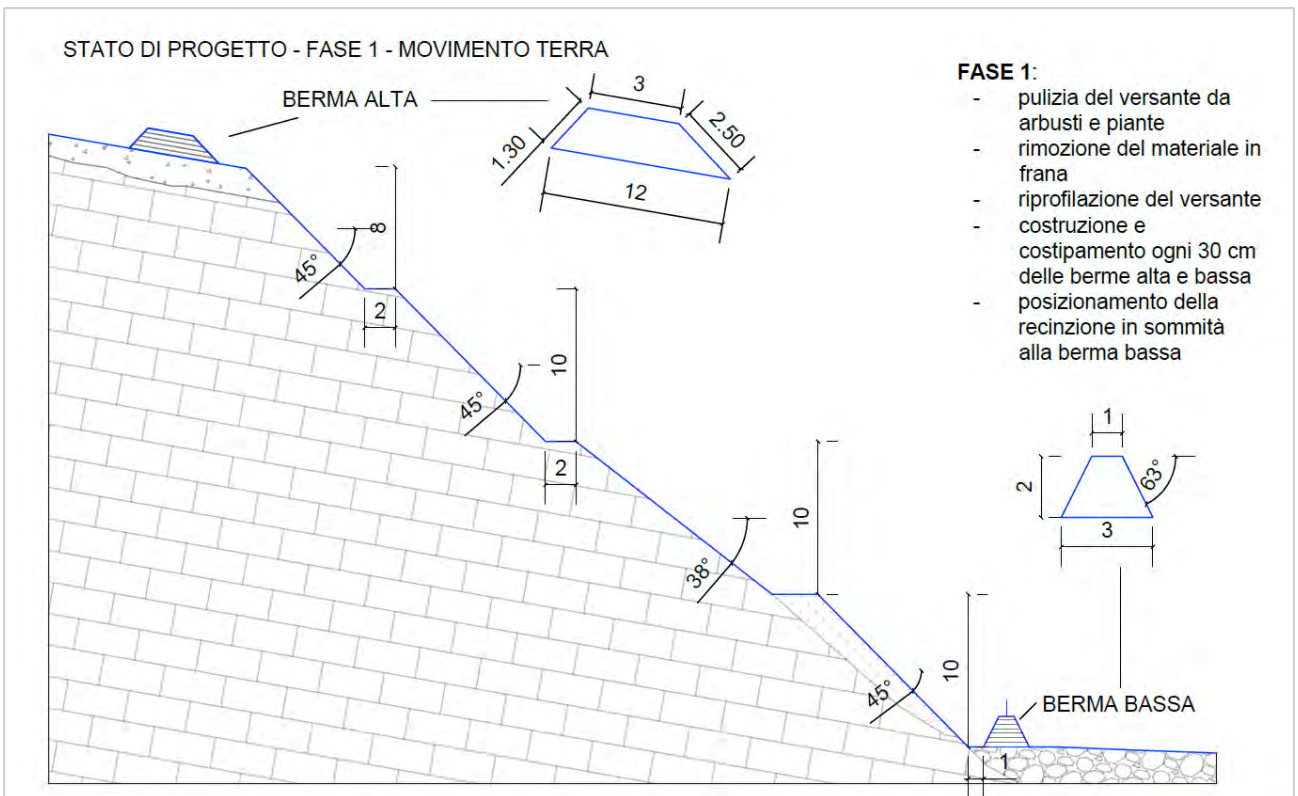 STATO DI PROGETTO - FASE 1 - MOVIMENTO TERRA
BERMA ALTA
3
2.50
1.30
12
FASE 1:
- pulizia del versante da
arbusti e piante
- rimozione del materiale in
frana
- riprofilazione del versante
- costruzione e
costipamento ogni 30 cm
delle berme alta e bassa
- posizionamento della
recinzione in sommità
alla berma bassa
8
45°
2
10
45°
2
10
38°
10
45°
1
1
2
63°
3
BERMA BASSA